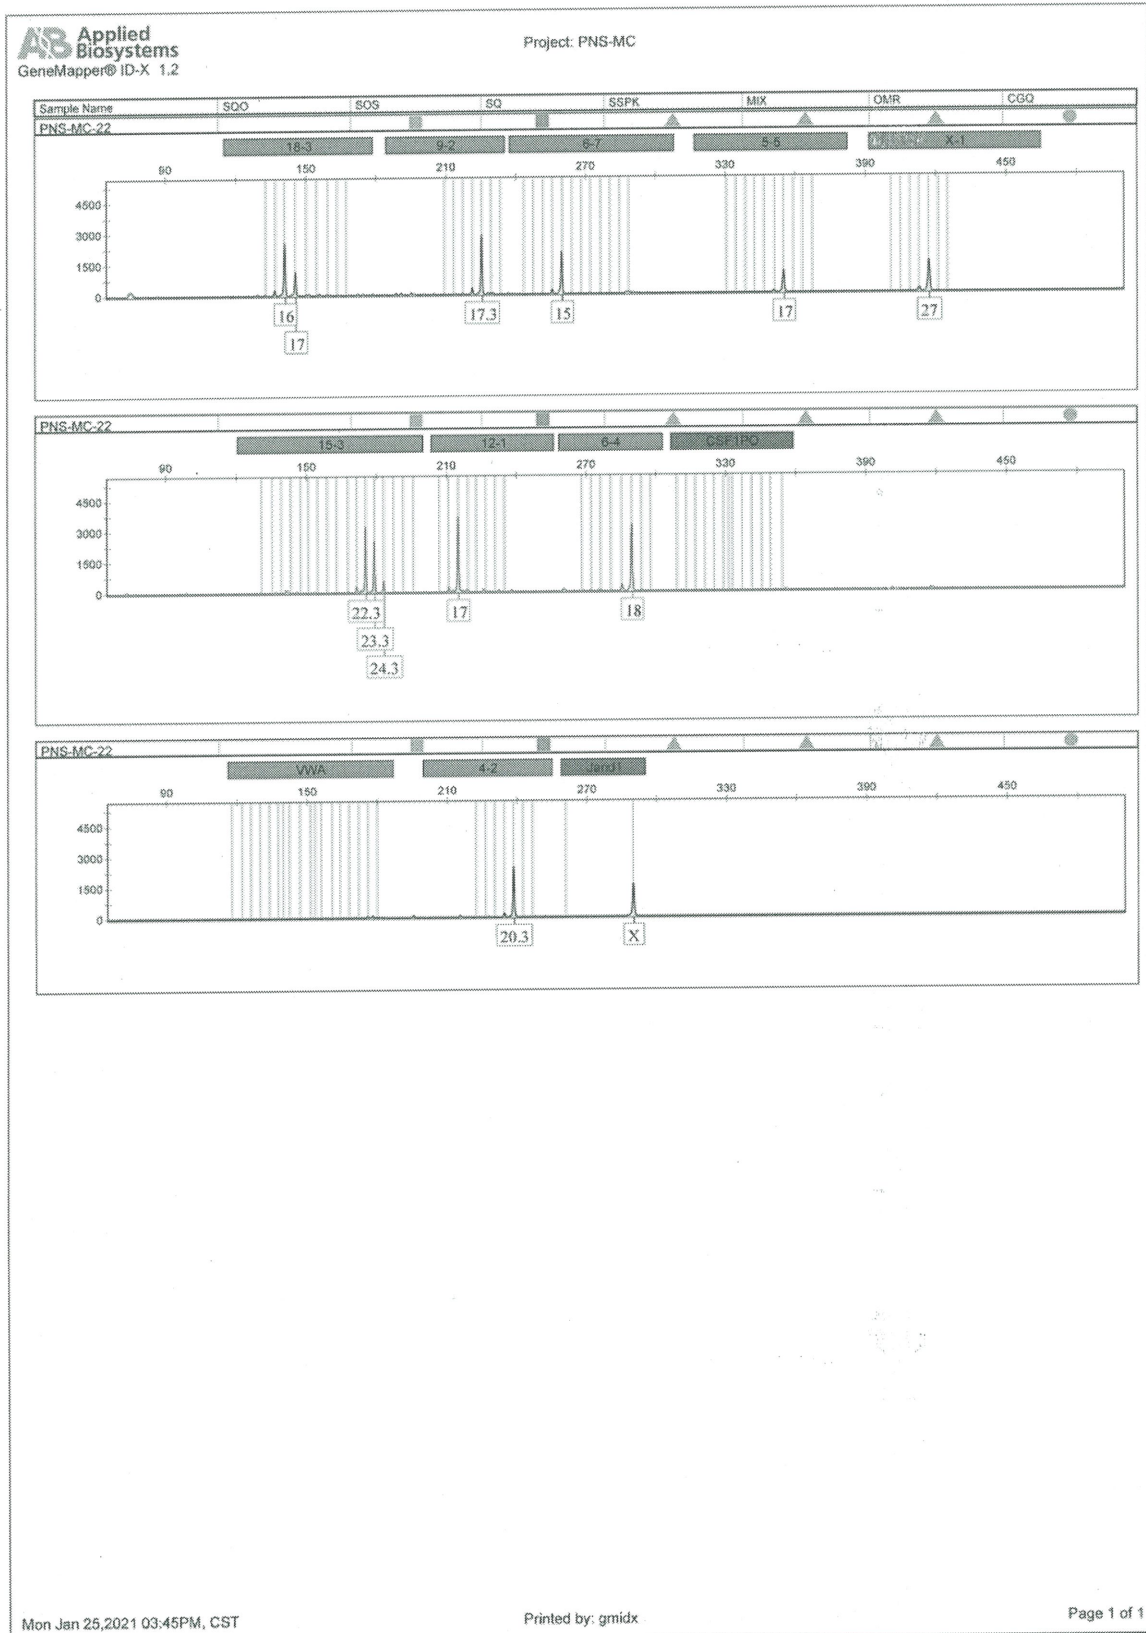 AB Applied
Biosystems
GeneMapper® ID-X 1.2
Project: PNS-MC
Sample Name SQO SOS SQ SSPK MIX OMR CGQ
PNS-MC-22
18-3 9-2 6-7 5-5 X-1
90 150 210 270 330 390 450
4500
3000
1500
0
16 17.3 15 17 27
17
PNS-MC-22
15-3 12-1 6-4 CSF1PO
90 150 210 270 330 390 450
4500
3000
1500
0
22.3 17 18
23.3
24.3
PNS-MC-22
VWA 4-2 Jend1
90 150 210 270 330 390 450
4500
3000
1500
0
20.3 X
Mon Jan 25,2021 03:45PM, CST
Printed by: gmidx
Page 1 of 1